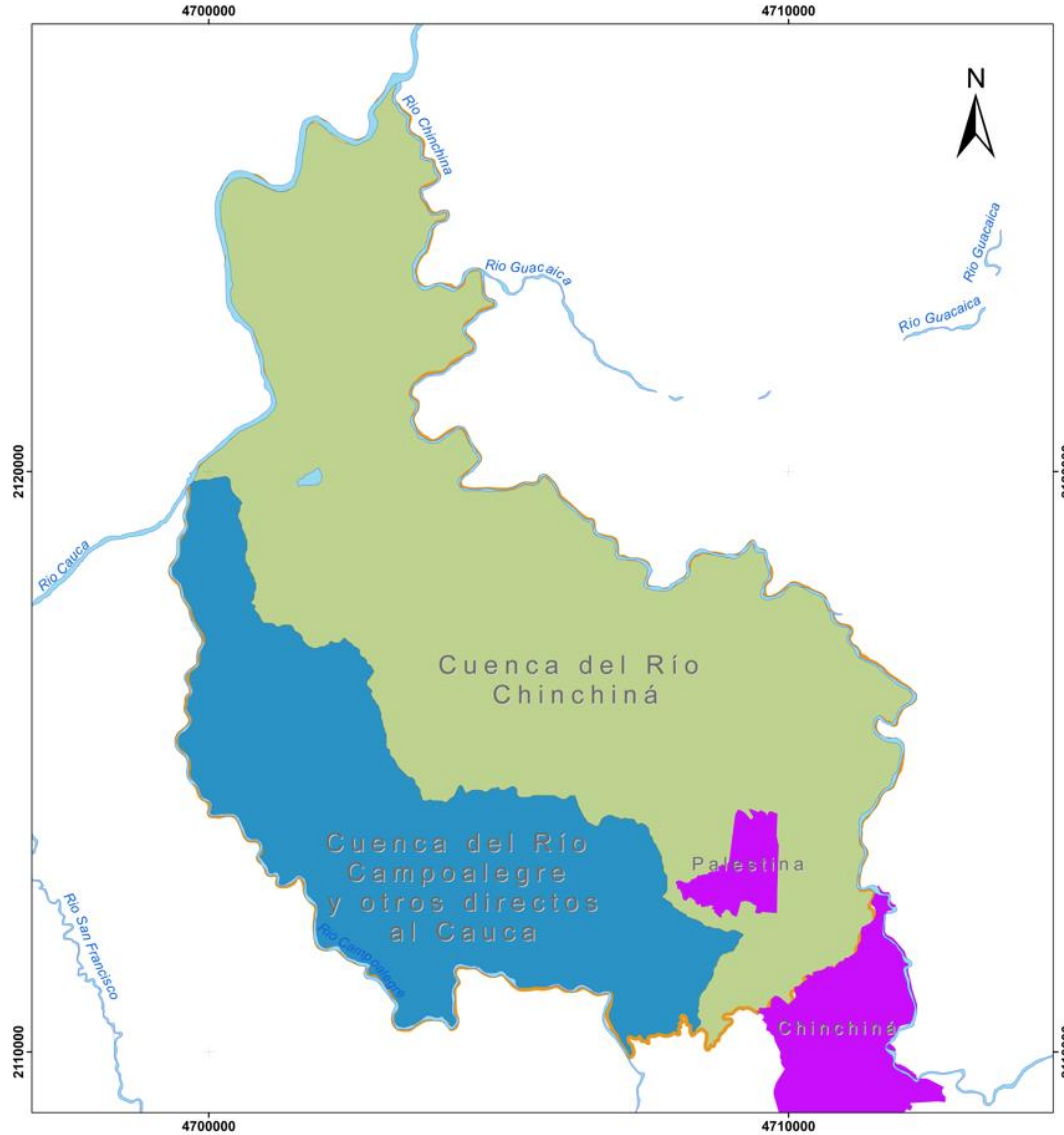 4700000
4710000
N
Río Chinchina
Río Guacaica
Río Guacaica
Río Guacaica
2120000
Río Cauca
Cuenca del Río
Chinchiná
Cuenca del Río
Campoalegre
y otros directos
al Cauca
Palestina
Río Campoalegre
Río San Francisco
Chinchiná
2110000
4700000
4710000